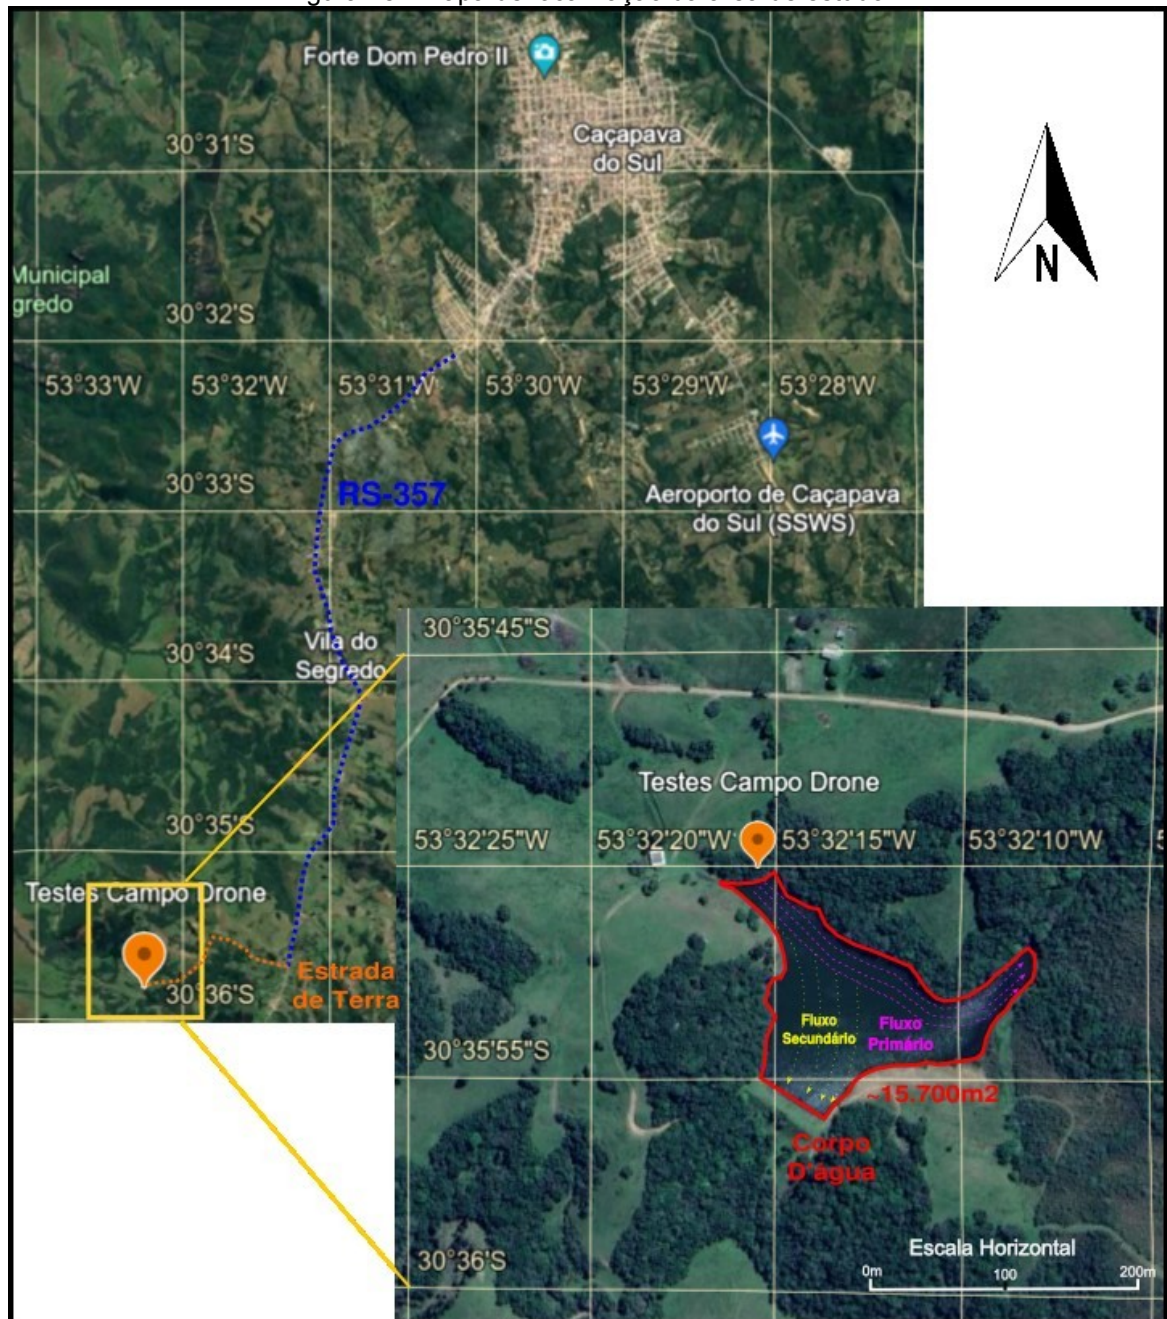 Forte Dom Pedro II
Caçapava
do Sul
30°31'S
N
Municipal
gredo
30°32'S
53°33'W
53°32'W
53°31'W
53°30'W
53°29'W
53°28'W
RS-357
30°33'S
Aeroporto de Caçapava
do Sul (SSWS)
Vila do
Segredo
30°34'S
30°35'S
Testes Campo Drone
Estrada
de Terra
30°36'S
30°35'45"S
Testes Campo Drone
53°32'25"W
53°32'20"W
53°32'15"W
53°32'10"W
5
Fluxo
Secundário
Fluxo
Primário
30°35'55"S
~15.700m2
Corpo
D'água
30°36'S
Escala Horizontal
0m
100
200m